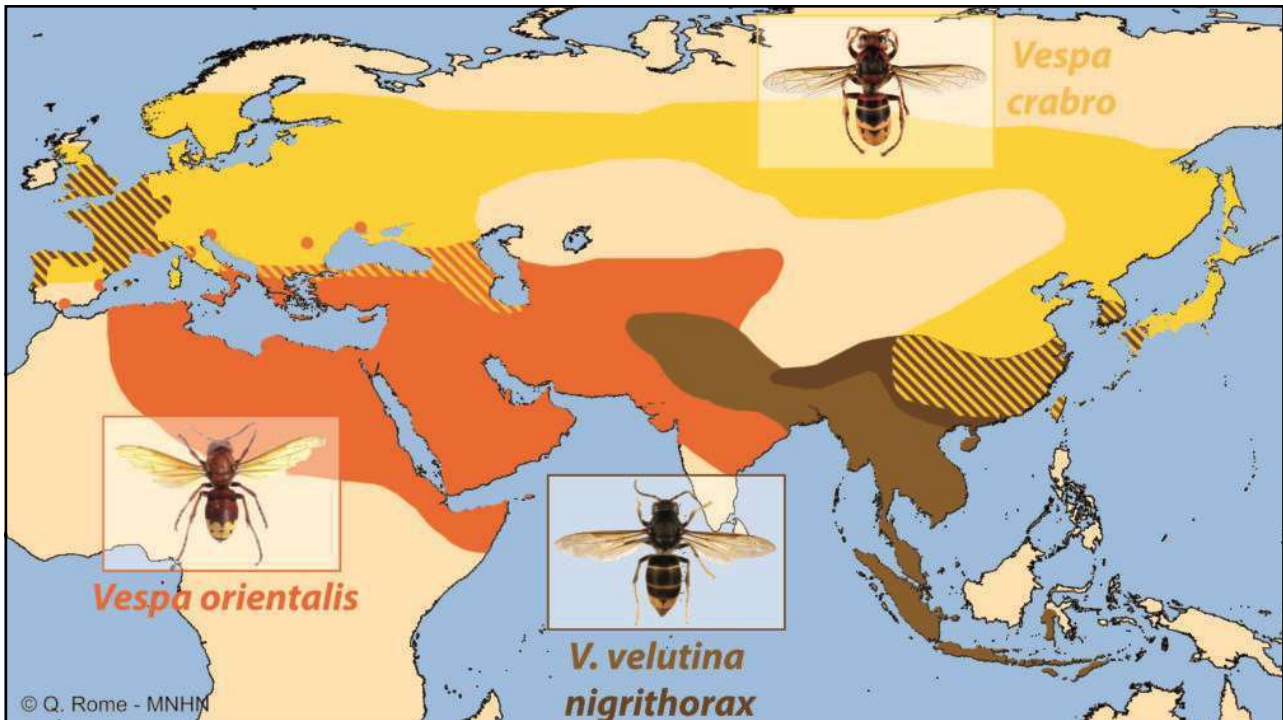 Vespa
crabro
Vespa orientalis
V. velutina
nigrithorax
© Q. Rome - MNHN